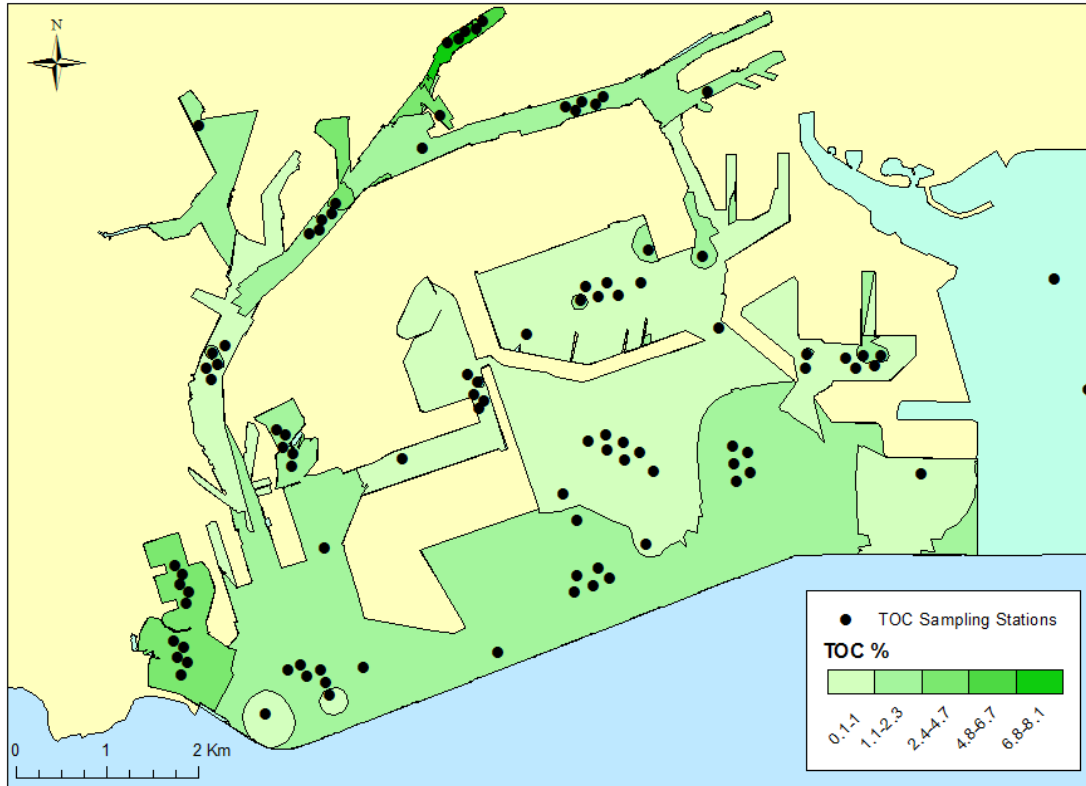 N
TOC Sampling Stations
TOC %
0.1-1
1.1-2.3
2.4-4.7
4.8-6.7
6.8-8.1
0 1 2 Km